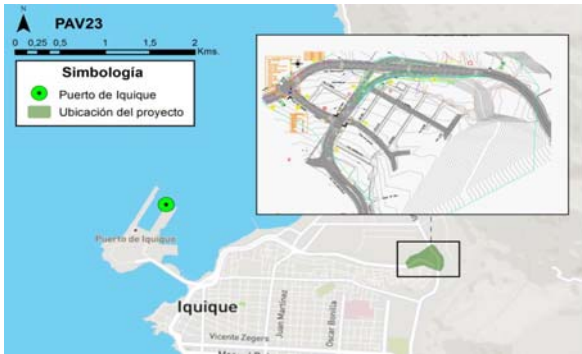 PAV23
0 0,25 0,5 1 1,5 2
Kms.
Simbología
Puerto de Iquique
Ubicación del proyecto
Puerto de Iquique
Iquique
Juan Martínez
Oscar Bonilla
Vicente Zegers